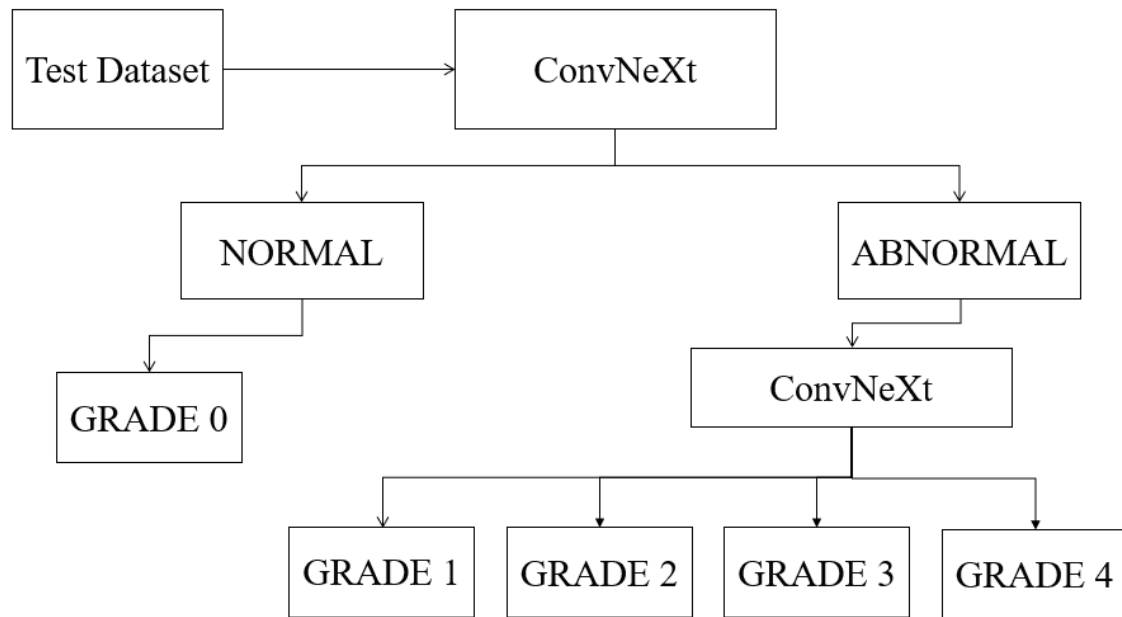 Test Dataset
ConvNeXt
NORMAL
ABNORMAL
ConvNeXt
GRADE 0
GRADE 1
GRADE 2
GRADE 3
GRADE 4